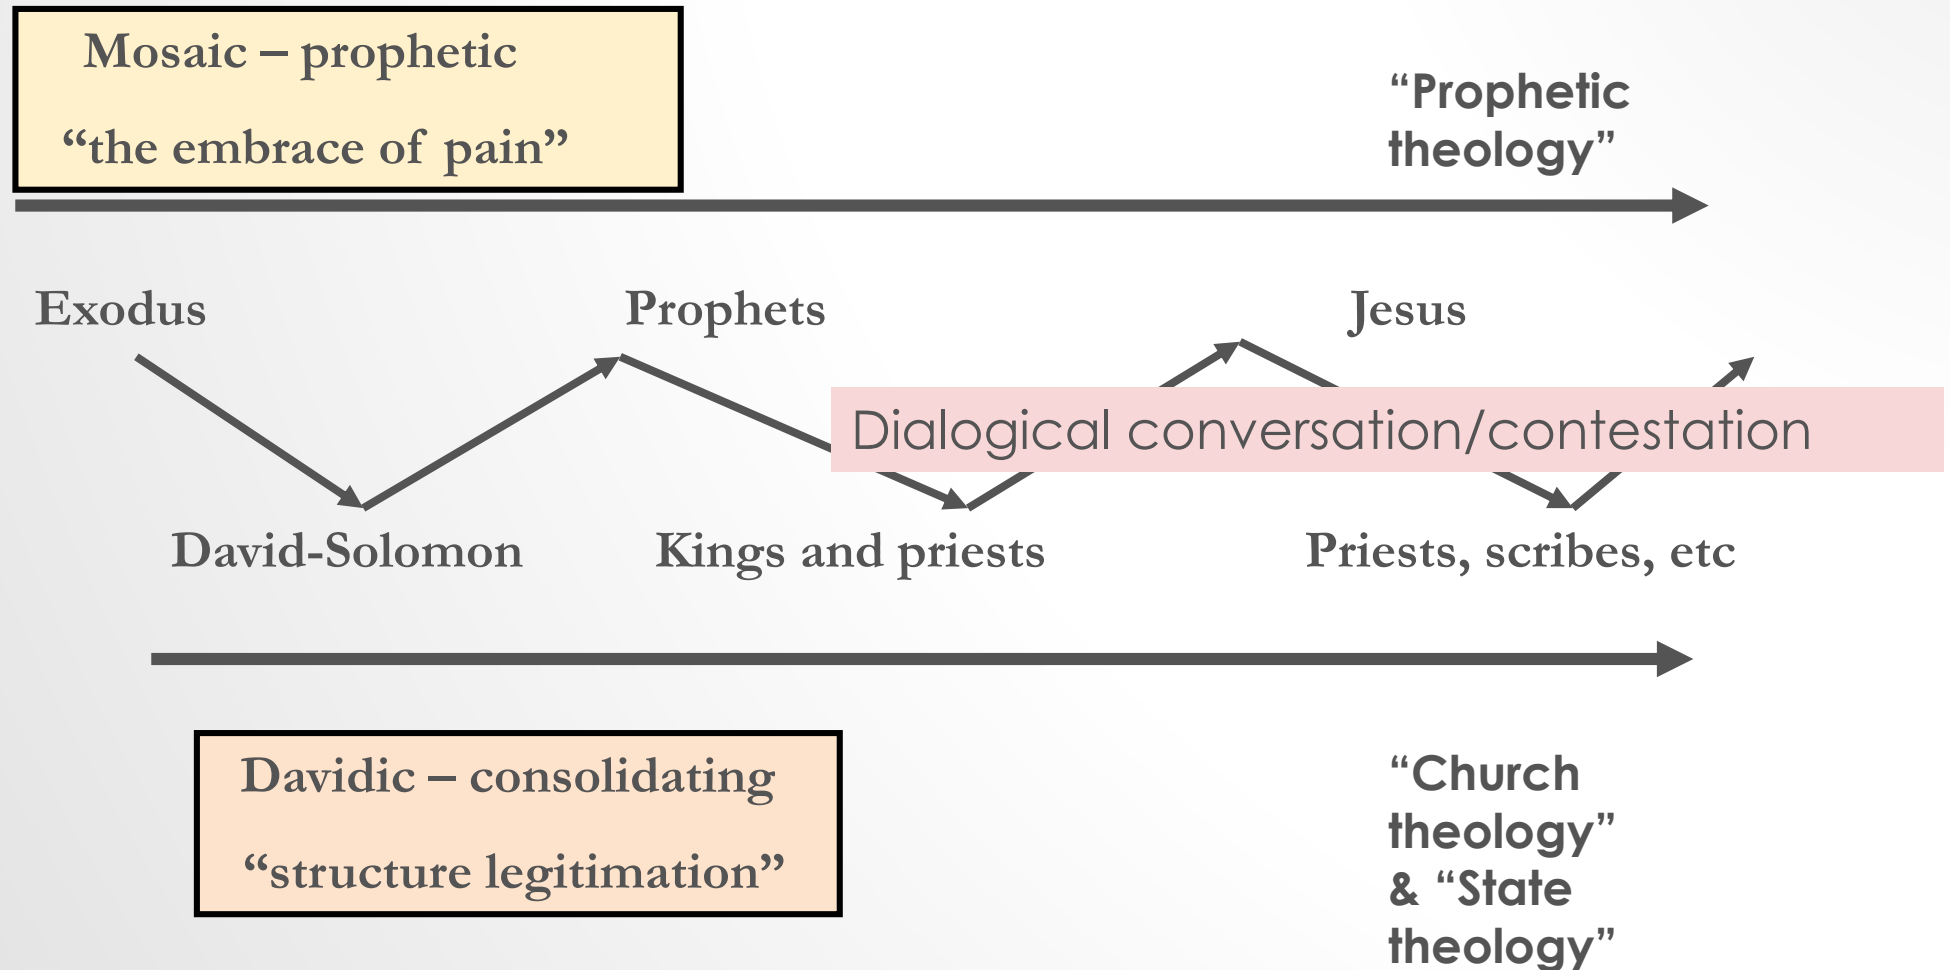 Mosaic – prophetic
“the embrace of pain”
“Prophetic
theology”
Exodus
Prophets
Jesus
Dialogical conversation/contestation
David-Solomon
Kings and priests
Priests, scribes, etc
Davidic – consolidating
“structure legitimation”
“Church
theology”
& “State
theology”